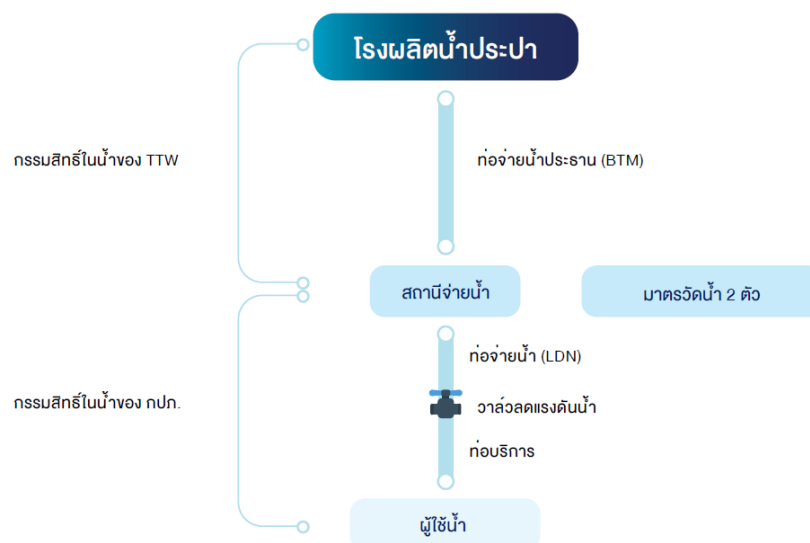 โรงผลิตน้ำประปา
กรรมสิทธิ์ในน้ำของ TTW
ท่อจ่ายน้ำประธาน (BTM)
สถานีจ่ายน้ำ
มาตรวัดน้ำ 2 ตัว
ท่อจ่ายน้ำ (LDN)
กรรมสิทธิ์ในน้ำของ กปภ.
วาล์วลดแรงดันน้ำ
ท่อบริการ
ผู้ใช้น้ำ